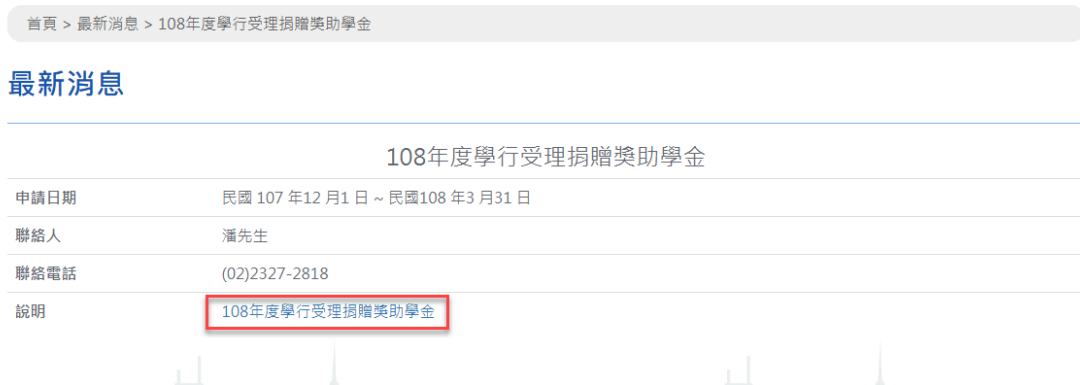 首頁 > 最新消息 > 108年度學行受理捐贈獎助學金
最新消息
108年度學行受理捐贈獎助學金
申請日期 民國 107 年12 月1 日 ~ 民國108 年3 月31 日
聯絡人 潘先生
聯絡電話 (02)2327-2818
說明 108年度學行受理捐贈獎助學金